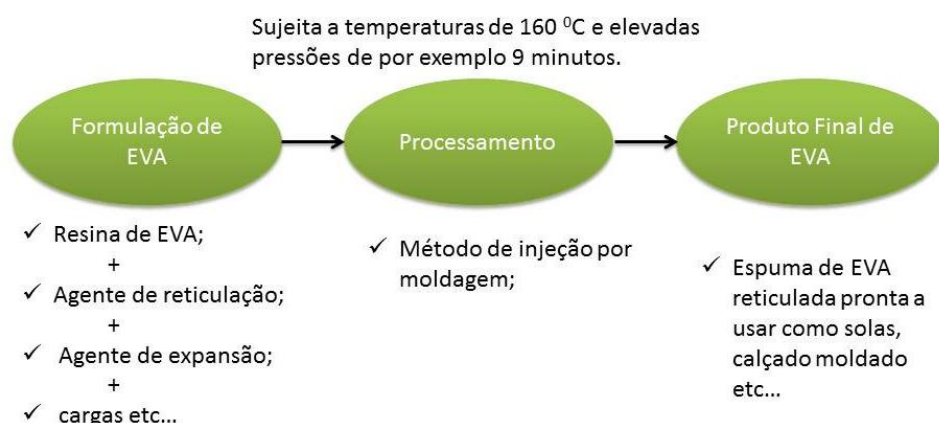 Sujeita a temperaturas de 160 ⁰C e elevadas
pressões de por exemplo 9 minutos.
Formulação de
EVA
Processamento
Produto Final de
EVA
✓ Resina de EVA;
+
✓ Agente de reticulação;
+
✓ Agente de expansão;
+
✓ cargas etc...
✓ Método de injeção por
moldagem;
✓ Espuma de EVA
reticulada pronta a
usar como solas,
calçado moldado
etc...